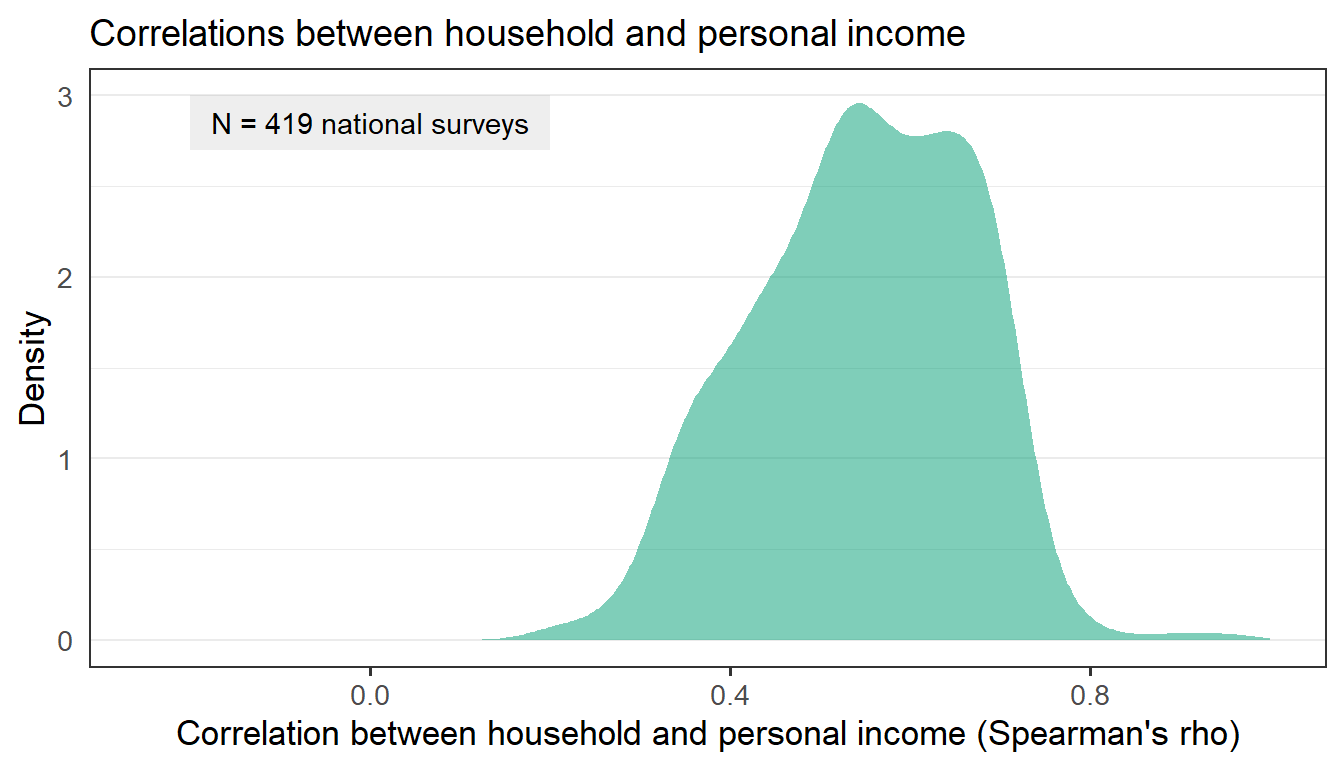 Correlations between household and personal income
N = 419 national surveys
3
2
1
0
Density
0.0 0.4 0.8
Correlation between household and personal income (Spearman's rho)